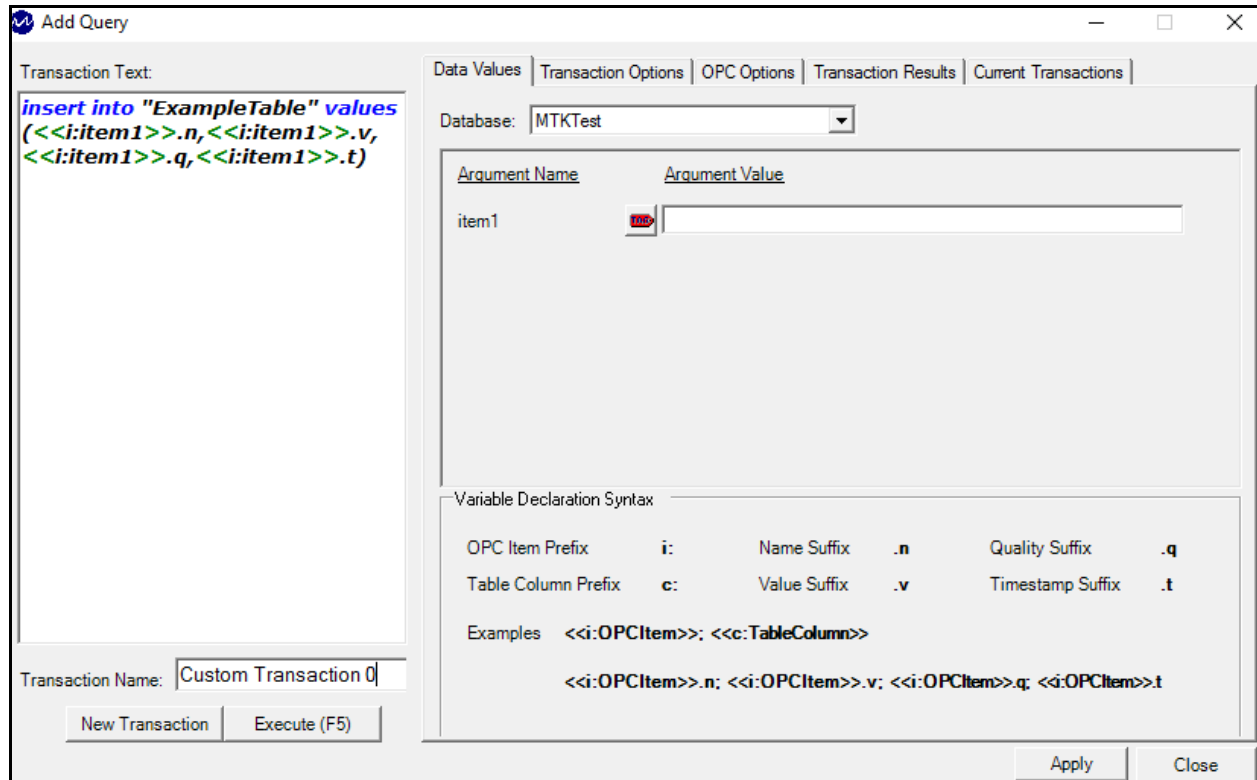 Add Query
Transaction Text:
insert into "ExampleTable" values
(<<i:item1>>.n,<<i:item1>>.v,
<<i:item1>>.q,<<i:item1>>.t)
Transaction Name: Custom Transaction 0
New Transaction Execute (F5)
Data Values Transaction Options OPC Options Transaction Results Current Transactions
Database: MTKTest
Argument Name Argument Value
item1
Variable Declaration Syntax
OPC Item Prefix i: Name Suffix .n Quality Suffix .q
Table Column Prefix c: Value Suffix .v Timestamp Suffix .t
Examples <<i:OPCItem>>; <<c:TableColumn>>
<<i:OPCItem>>.n; <<i:OPCItem>>.v; <<i:OPCItem>>.q; <<i:OPCItem>>.t
Apply Close